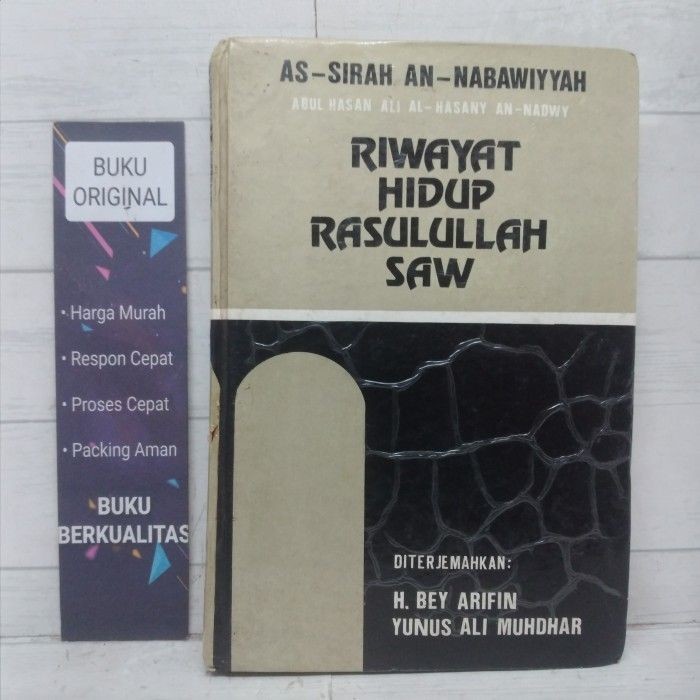 BUKU
ORIGINAL
• Harga Murah
• Respon Cepat
• Proses Cepat
• Packing Aman
BUKU
BERKUALITAS
AS-SIRAH AN-NABAWIYYAH
ABUL HASAN ALI AL-HASANY AN-NADWY
RIWAYAT
HIDUP
RASULULLAH
SAW
DITERJEMAHKAN:
H. BEY ARIFIN
YUNUS ALI MUHDHAR